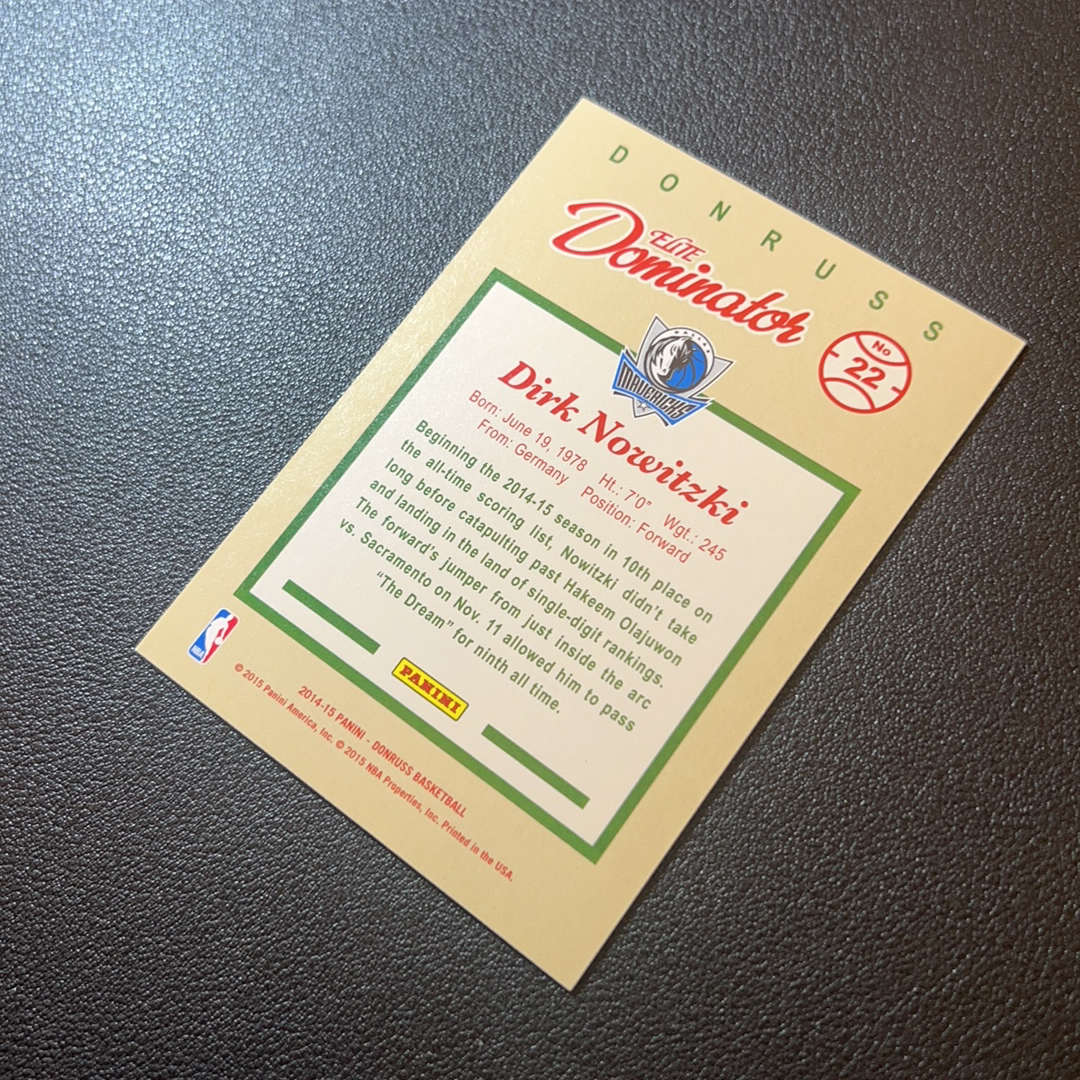 DONRUSS
ELITE
Dominator
No
22
DALLAS
MAVERICKS
Dirk Nowitzki
Born: June 19, 1978 Ht.: 7'0" Wgt.: 245
From: Germany Position: Forward
Beginning the 2014-15 season in 10th place on
the all-time scoring list, Nowitzki didn't take
long before catapulting past Hakeem Olajuwon
and landing in the land of single-digit rankings.
The forward's jumper from just inside the arc
vs. Sacramento on Nov. 11 allowed him to pass
"The Dream" for ninth all time.
PANINI
NBA
2014-15 PANINI - DONRUSS BASKETBALL
© 2015 Panini America, Inc. © 2015 NBA Properties, Inc. Printed in the USA.